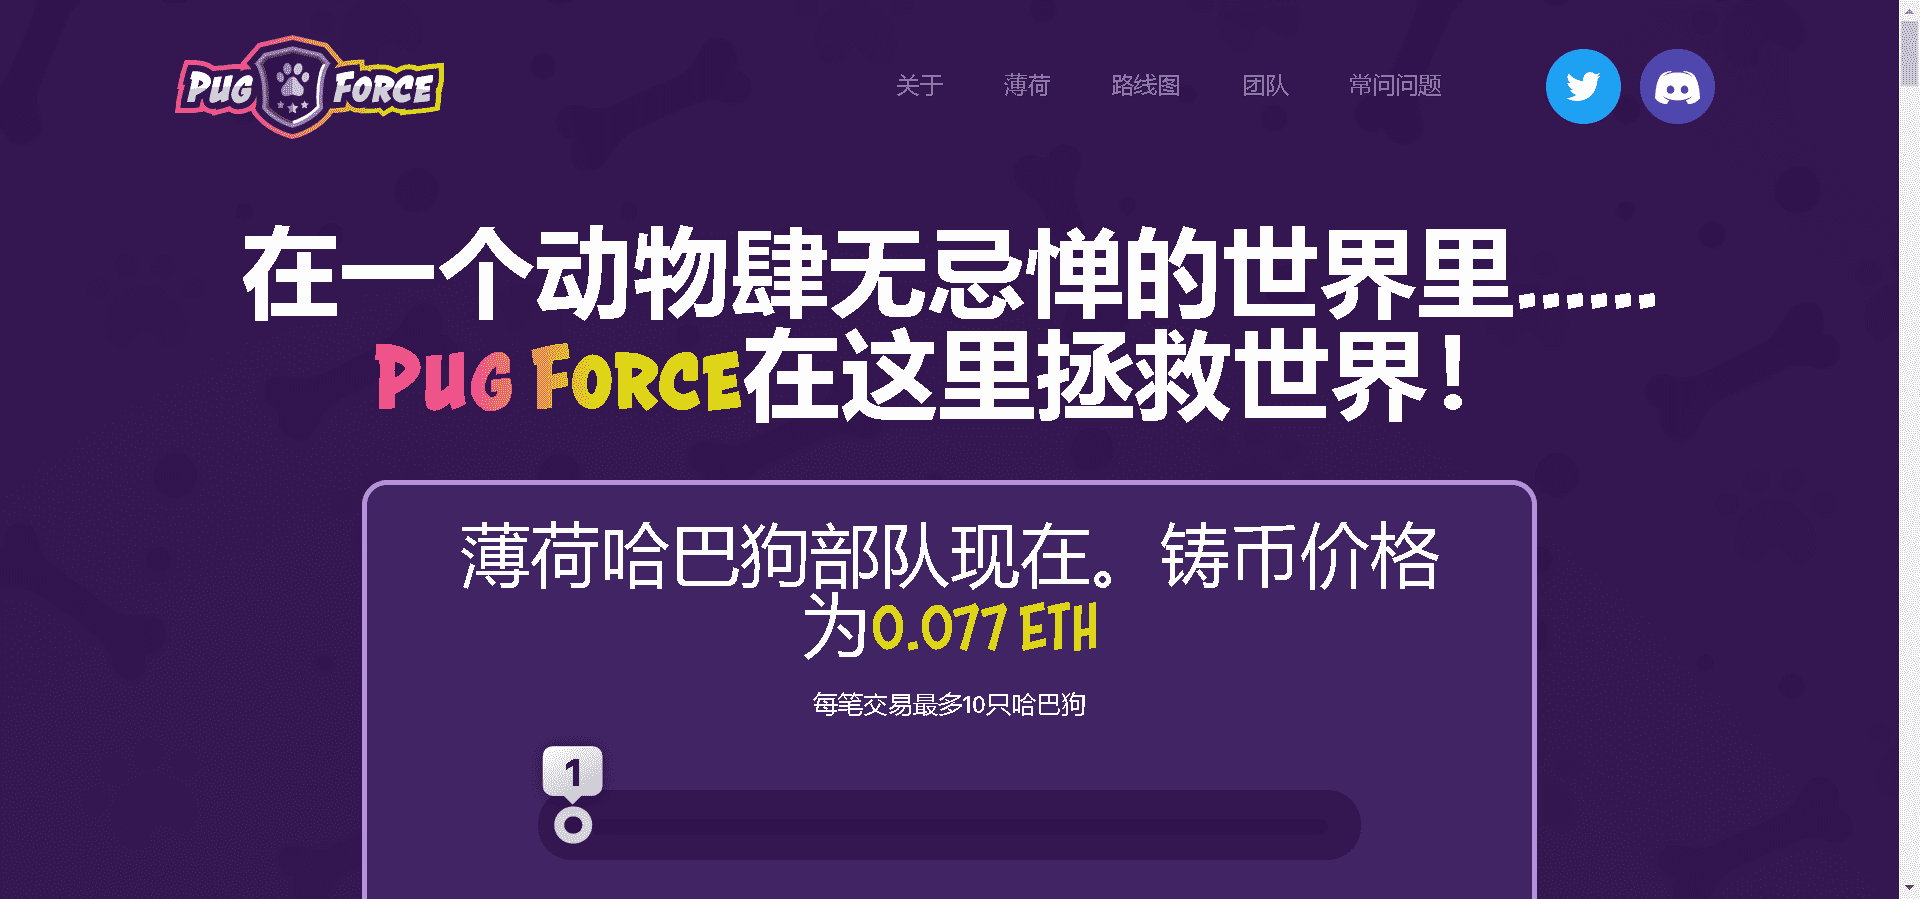 PUG FORCE
关于 薄荷 路线图 团队 常问问题
在一个动物肆无忌惮的世界里……
PUG FORCE在这里拯救世界！
薄荷哈巴狗部队现在。铸币价格
为0.077 ETH
每笔交易最多10只哈巴狗
1